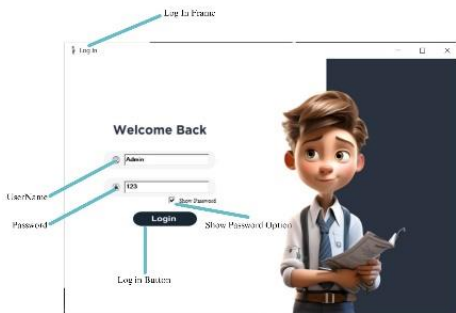 Log In Frame
Log In
Welcome Back
Admin
UserName
123
Show Password
Password
Login
Show Password Option
Log in Button